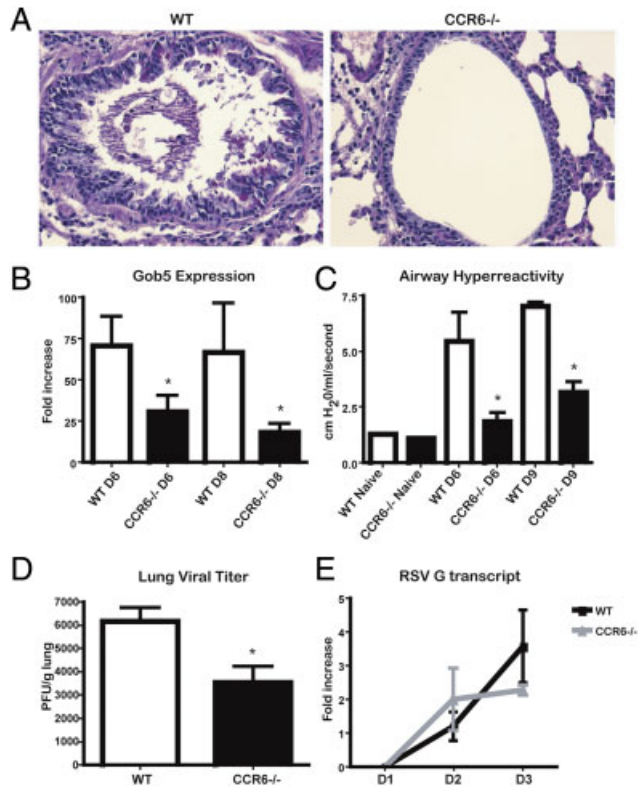 A
WT
CCR6-/-
B
Gob5 Expression
Fold increase
100
75
50
25
0
WT D6
CCR6-/- D6
WT D8
CCR6-/- D8
*
*
C
Airway Hyperreactivity
cm H20/ml/second
7.5
5.0
2.5
0.0
WT Naive
CCR6-/- Naive
WT D6
CCR6-/- D6
WT D9
CCR6-/- D9
*
*
D
Lung Viral Titer
PFU/g lung
7000
6000
5000
4000
3000
2000
1000
0
WT
CCR6-/-
*
E
RSV G transcript
Fold increase
5
4
3
2
1
0
D1
D2
D3
WT
CCR6-/-